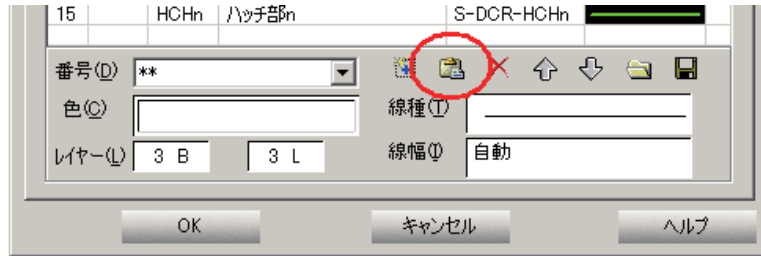 15 HCHn ハッチ部n S-DCR-HCHn
番号(D) **
色(C) 線種(T)
レイヤー(L) 3 B 3 L 線幅(I) 自動
OK キャンセル ヘルプ